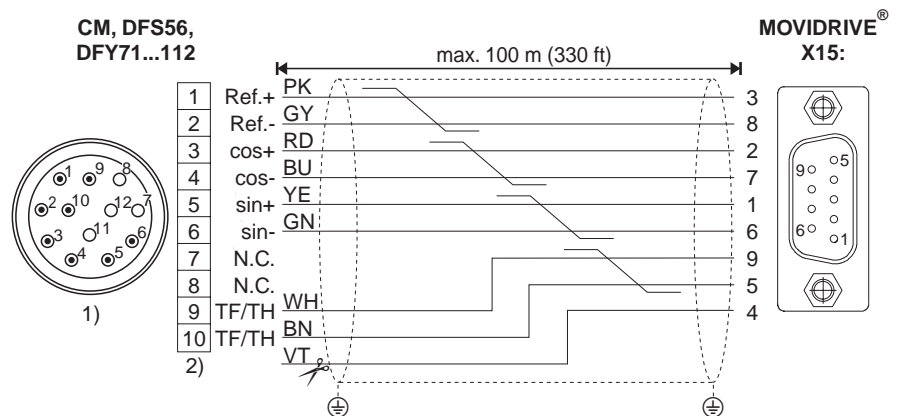 CM, DFS56,
DFY71...112
MOVIDRIVE®
X15:
max. 100 m (330 ft)
1 Ref.+ PK 3
2 Ref.- GY 8
3 cos+ RD 2
4 cos- BU 7
5 sin+ YE 1
6 sin- GN 6
7 N.C. 9
8 N.C. 5
9 TF/TH WH 4
10 TF/TH BN
VT
2)
1 9 8
2 10 12 7
11
3 6
4 5
1)
9 5
6 1